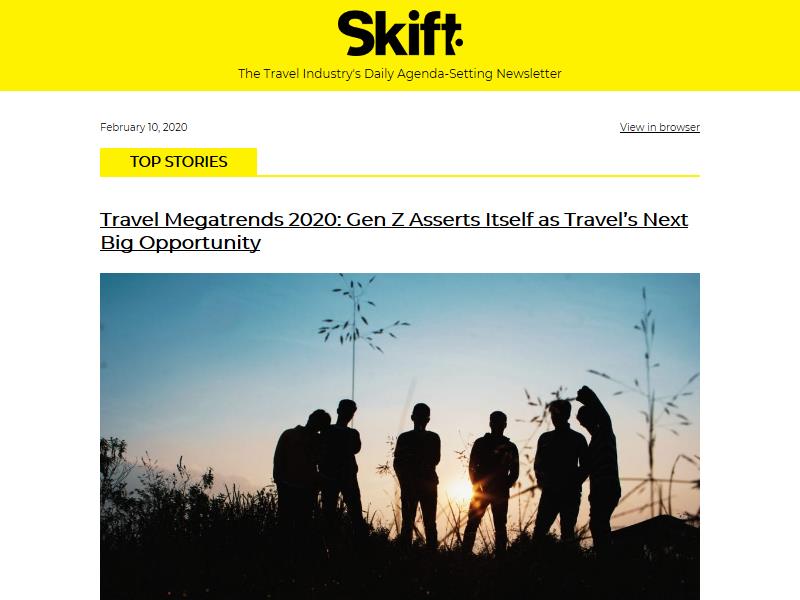 Skift
The Travel Industry's Daily Agenda-Setting Newsletter
February 10, 2020
View in browser
TOP STORIES
Travel Megatrends 2020: Gen Z Asserts Itself as Travel’s Next
Big Opportunity